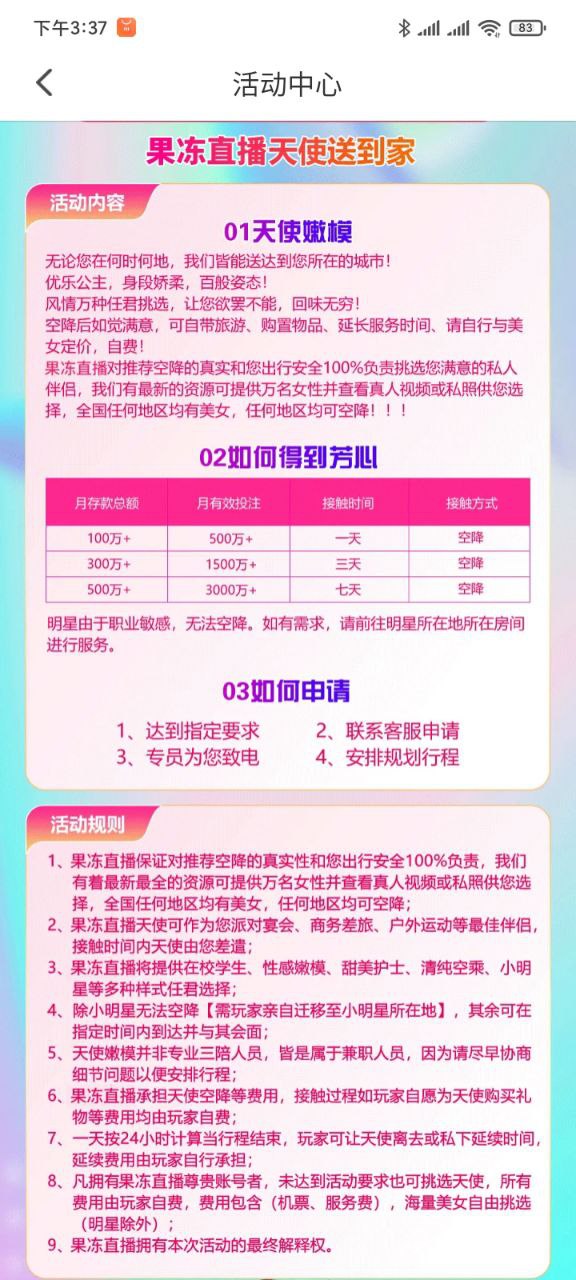 下午3:37
83
活动中心
果冻直播天使送到家
活动内容
01天使嫩模
无论您在何时何地，我们皆能送达到您所在的城市！
优乐公主，身段娇柔，百般姿态！
风情万种任君挑选，让您欲罢不能，回味无穷！
空降后如觉满意，可自带旅游、购置物品、延长服务时间、请自行与美
女定价，自费！
果冻直播对推荐空降的真实和您出行安全100%负责挑选您满意的私人
伴侣，我们有最新的资源可提供万名女性并查看真人视频或私照供您选
择，全国任何地区均有美女，任何地区均可空降！！！
02如何得到芳心
月存款总额 月有效投注 接触时间 接触方式
100万+ 500万+ 一天 空降
300万+ 1500万+ 三天 空降
500万+ 3000万+ 七天 空降
明星由于职业敏感，无法空降。如有需求，请前往明星所在地所在房间
进行服务。
03如何申请
1、达到指定要求 2、联系客服申请
3、专员为您致电 4、安排规划行程
活动规则
1、果冻直播保证对推荐空降的真实性和您出行安全100%负责，我们
有着最新最全的资源可提供万名女性并查看真人视频或私照供您选
择，全国任何地区均有美女，任何地区均可空降；
2、果冻直播天使可作为您派对宴会、商务差旅、户外运动等最佳伴侣，
接触时间内天使由您差遣；
3、果冻直播将提供在校学生、性感嫩模、甜美护士、清纯空乘、小明
星等多种样式任君选择；
4、除小明星无法空降【需玩家亲自迁移至小明星所在地】，其余可在
指定时间内到达并与其会面；
5、天使嫩模并非专业三陪人员，皆是属于兼职人员，因为请尽早协商
细节问题以便安排行程；
6、果冻直播承担天使空降等费用，接触过程如玩家自愿为天使购买礼
物等费用均由玩家自费；
7、一天按24小时计算当行程结束，玩家可让天使离去或私下延续时间，
延续费用由玩家自行承担；
8、凡拥有果冻直播尊贵账号者，未达到活动要求也可挑选天使，所有
费用由玩家自费，费用包含（机票、服务费），海量美女自由挑选
（明星除外）；
9、果冻直播拥有本次活动的最终解释权。